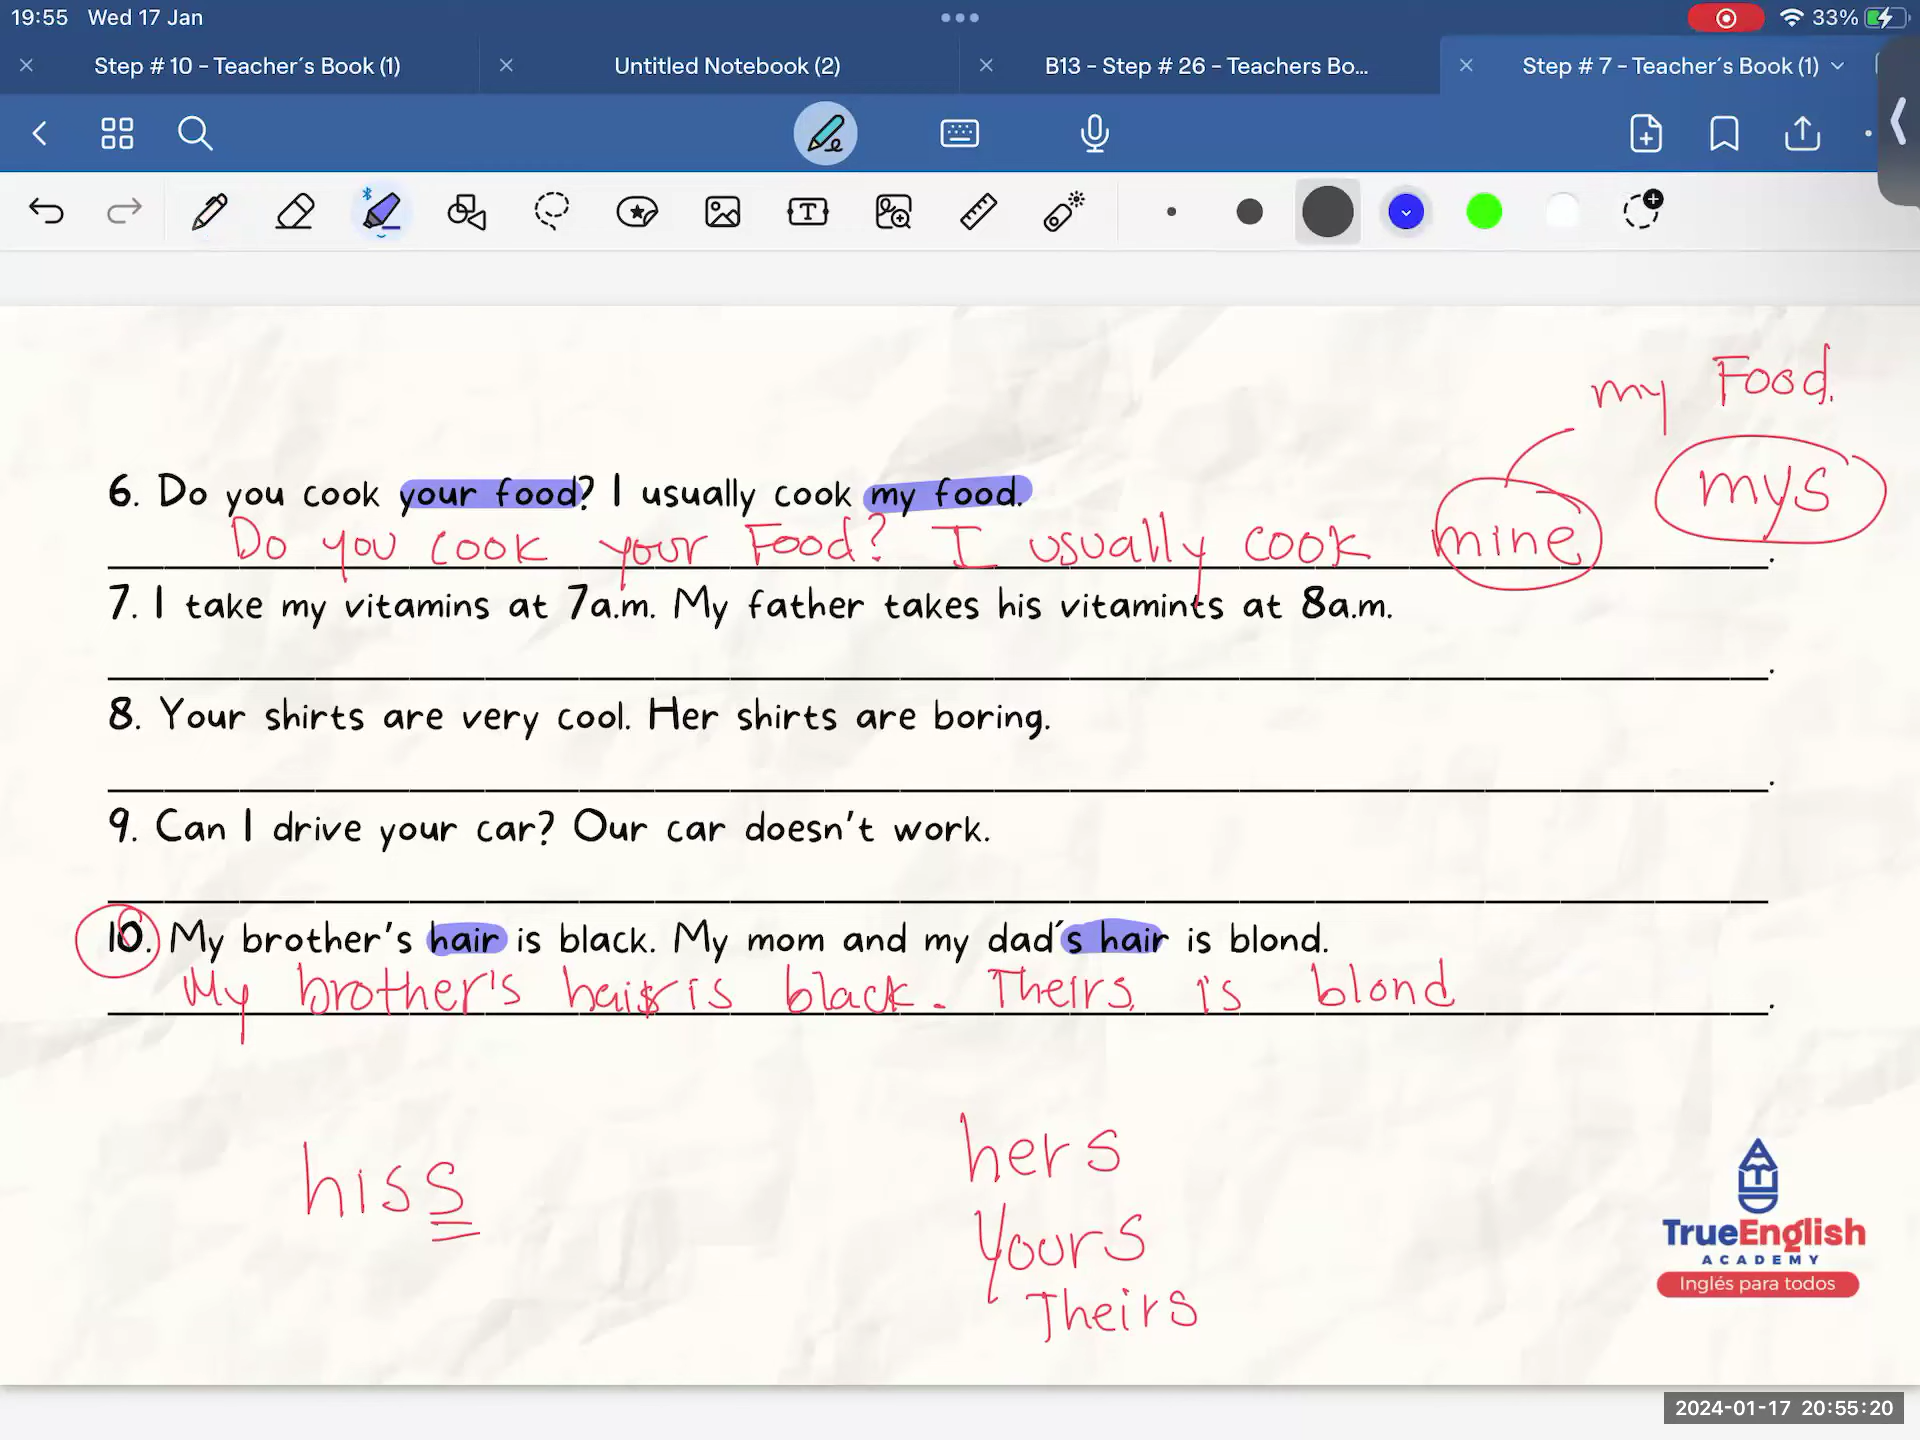 19:55 Wed 17 Jan 33%
Step # 10 - Teacher´s Book (1) Untitled Notebook (2) B13 - Step # 26 - Teachers Bo... Step # 7 - Teacher´s Book (1)
my Food.
mys
6. Do you cook your food? I usually cook my food.
Do you cook your Food? I usually cook mine.
7. I take my vitamins at 7a.m. My father takes his vitamints at 8a.m.
8. Your shirts are very cool. Her shirts are boring.
9. Can I drive your car? Our car doesn't work.
10. My brother's hair is black. My mom and my dad´s hair is blond.
My brother's hair is black. Theirs is blond.
hers
hiss
Yours
Theirs
TrueEnglish
ACADEMY
Inglés para todos
2024-01-17 20:55:20